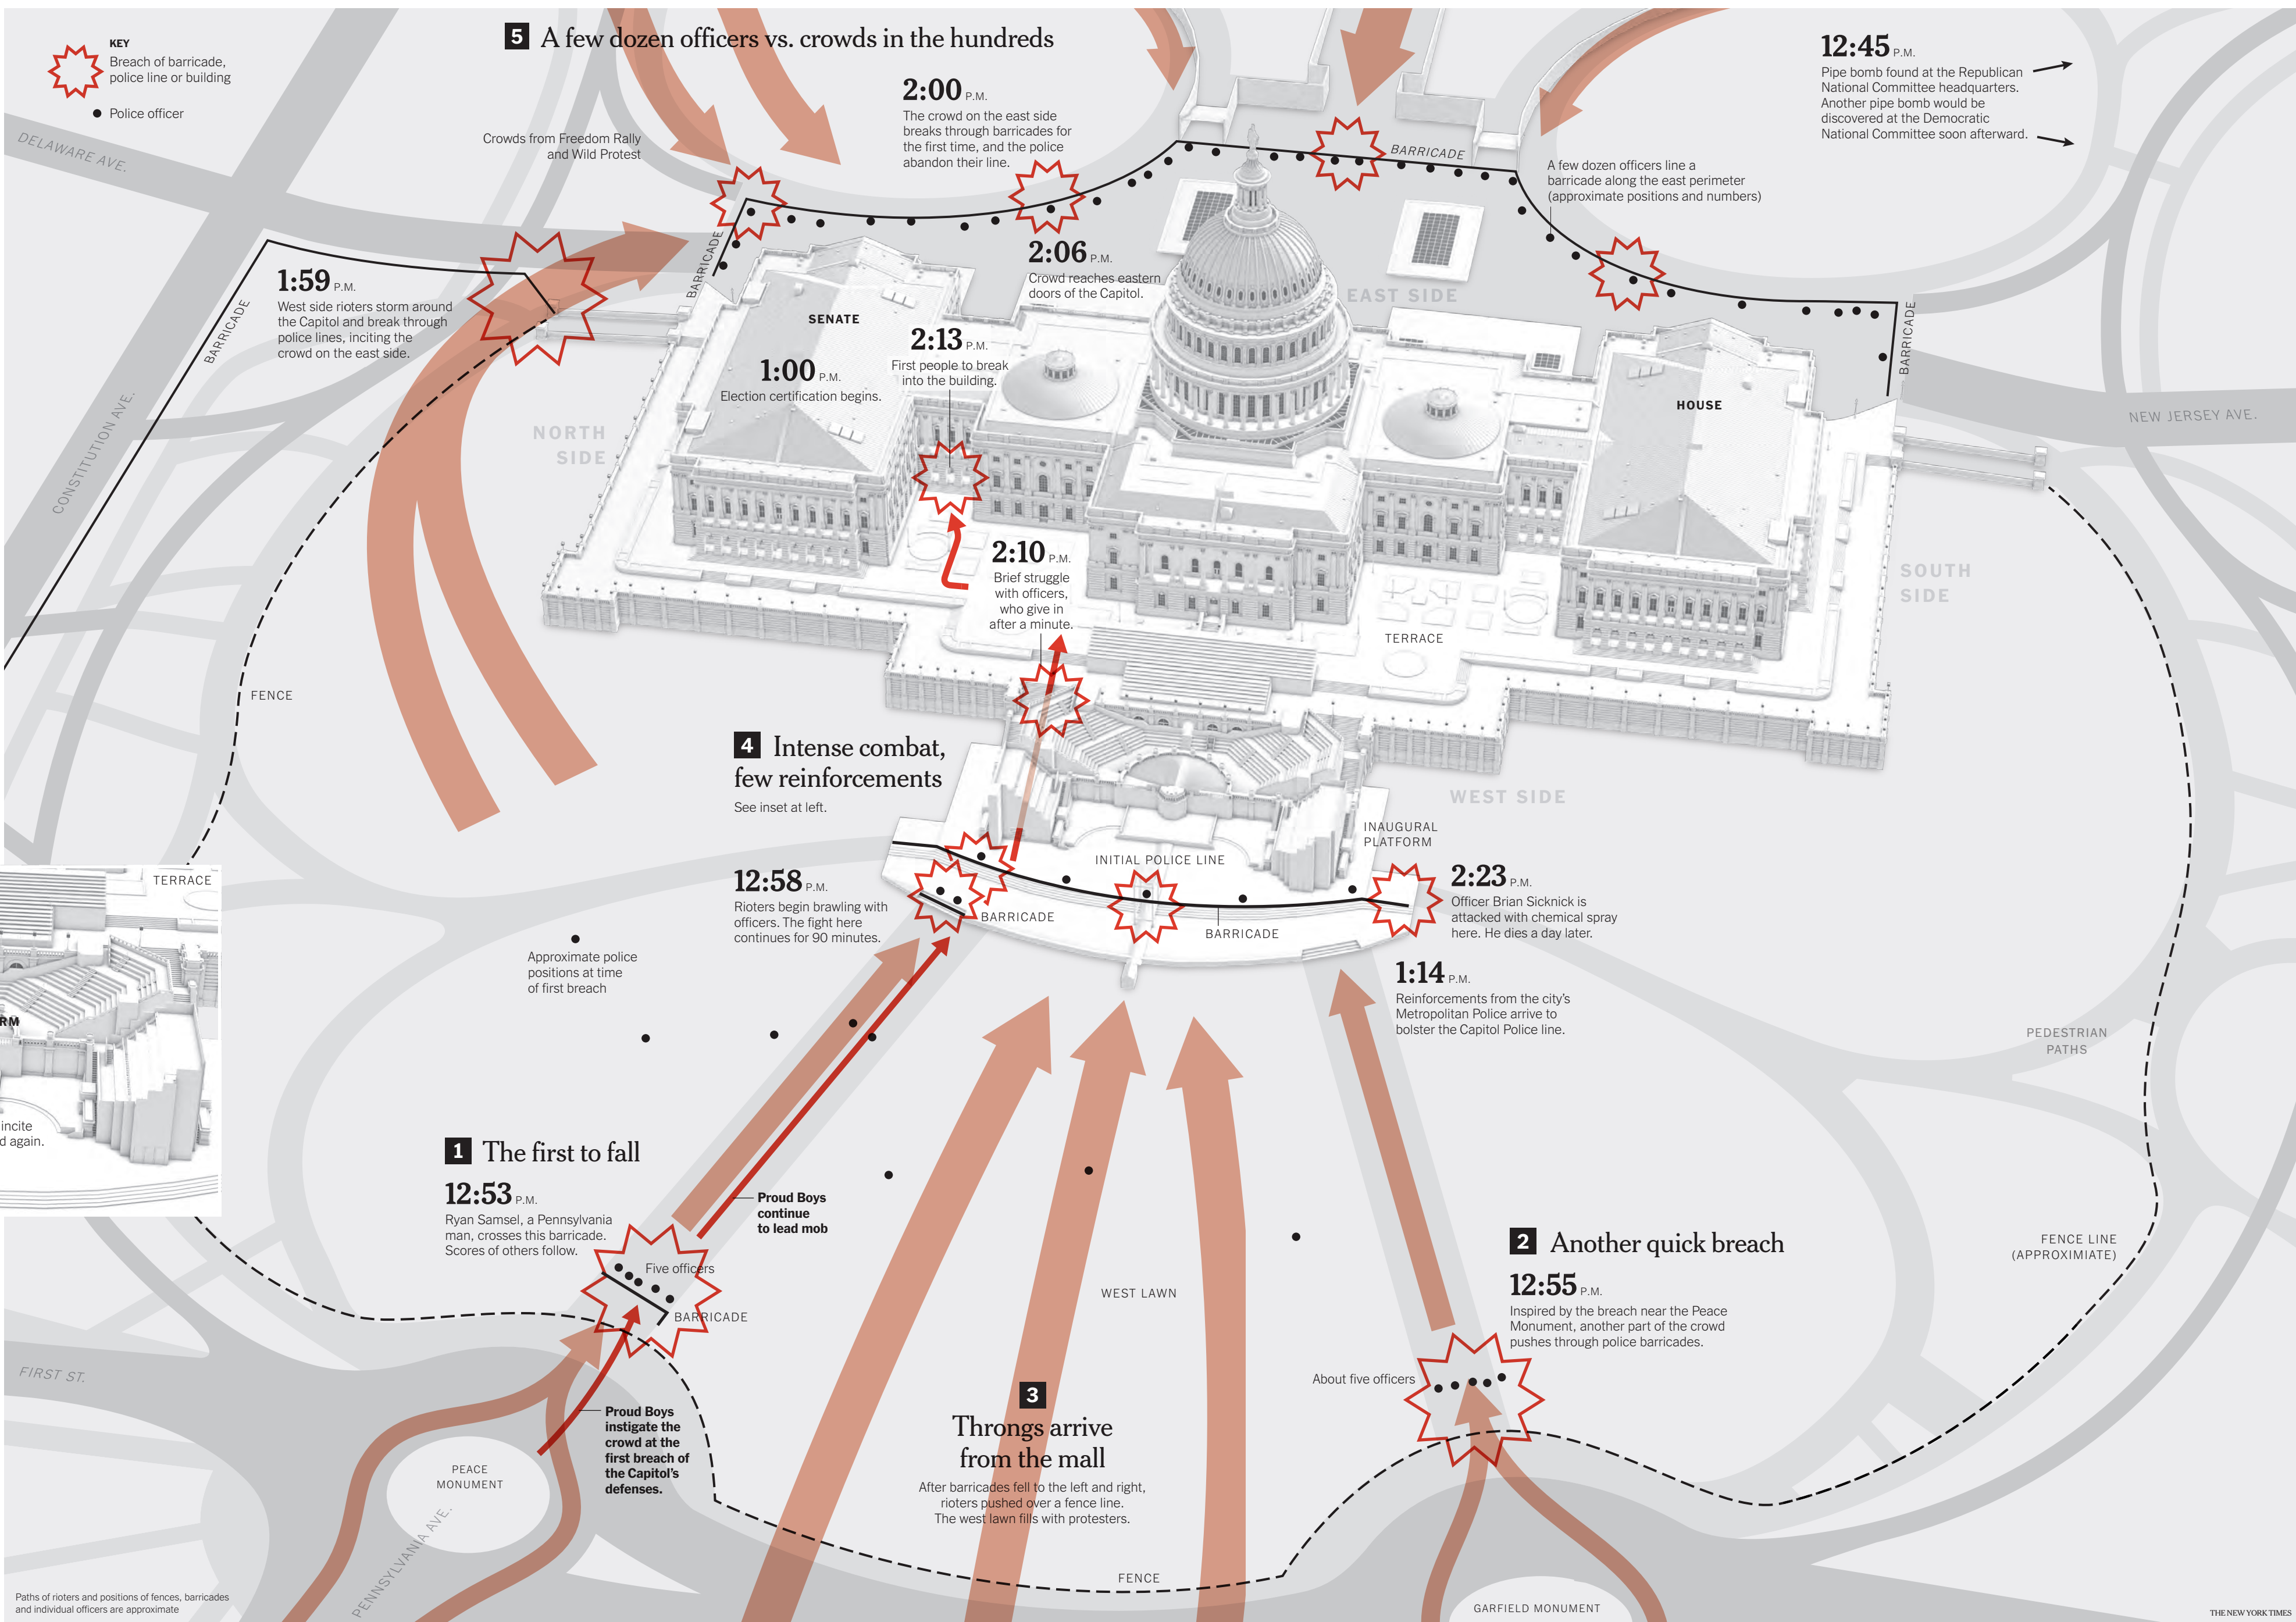 KEY
Breach of barricade,
police line or building
Police officer
5 A few dozen officers vs. crowds in the hundreds
2:00 P.M.
The crowd on the east side
breaks through barricades for
the first time, and the police
abandon their line.
Crowds from Freedom Rally
and Wild Protest
12:45 P.M.
Pipe bomb found at the Republican
National Committee headquarters.
Another pipe bomb would be
discovered at the Democratic
National Committee soon afterward.
BARRICADE
A few dozen officers line a
barricade along the east perimeter
(approximate positions and numbers)
DELAWARE AVE.
CONSTITUTION AVE.
BARRICADE
1:59 P.M.
West side rioters storm around
the Capitol and break through
police lines, inciting the
crowd on the east side.
BARRICADE
2:06 P.M.
Crowd reaches eastern
doors of the Capitol.
EAST SIDE
SENATE
2:13 P.M.
First people to break
into the building.
1:00 P.M.
Election certification begins.
HOUSE
BARRICADE
NEW JERSEY AVE.
NORTH
SIDE
2:10 P.M.
Brief struggle
with officers,
who give in
after a minute.
SOUTH
SIDE
TERRACE
FENCE
4 Intense combat,
few reinforcements
See inset at left.
WEST SIDE
INAUGURAL
PLATFORM
INITIAL POLICE LINE
12:58 P.M.
Rioters begin brawling with
officers. The fight here
continues for 90 minutes.
BARRICADE
BARRICADE
2:23 P.M.
Officer Brian Sicknick is
attacked with chemical spray
here. He dies a day later.
1:14 P.M.
Reinforcements from the city's
Metropolitan Police arrive to
bolster the Capitol Police line.
TERRACE
RM
incite
d again.
Approximate police
positions at time
of first breach
PEDESTRIAN
PATHS
1 The first to fall
12:53 P.M.
Ryan Samsel, a Pennsylvania
man, crosses this barricade.
Scores of others follow.
Proud Boys
continue
to lead mob
Five officers
BARRICADE
WEST LAWN
2 Another quick breach
12:55 P.M.
Inspired by the breach near the Peace
Monument, another part of the crowd
pushes through police barricades.
About five officers
FENCE LINE
(APPROXIMIATE)
FIRST ST.
Proud Boys
instigate the
crowd at the
first breach of
the Capitol's
defenses.
PEACE
MONUMENT
PENNSYLVANIA AVE.
3
Throngs arrive
from the mall
After barricades fell to the left and right,
rioters pushed over a fence line.
The west lawn fills with protesters.
FENCE
GARFIELD MONUMENT
Paths of rioters and positions of fences, barricades
and individual officers are approximate
THE NEW YORK TIMES